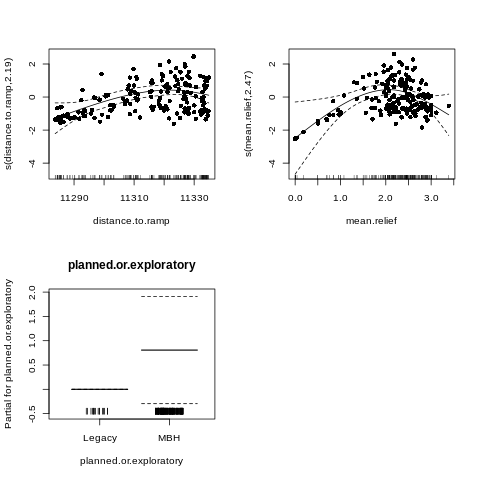 s(distance.to.ramp,2.19)
2
0
-2
-4
11290
11310
11330
distance.to.ramp
s(mean.relief,2.47)
2
0
-2
-4
0.0
1.0
2.0
3.0
mean.relief
planned.or.exploratory
Partial for planned.or.exploratory
2.0
1.5
1.0
0.5
-0.5
Legacy
MBH
planned.or.exploratory